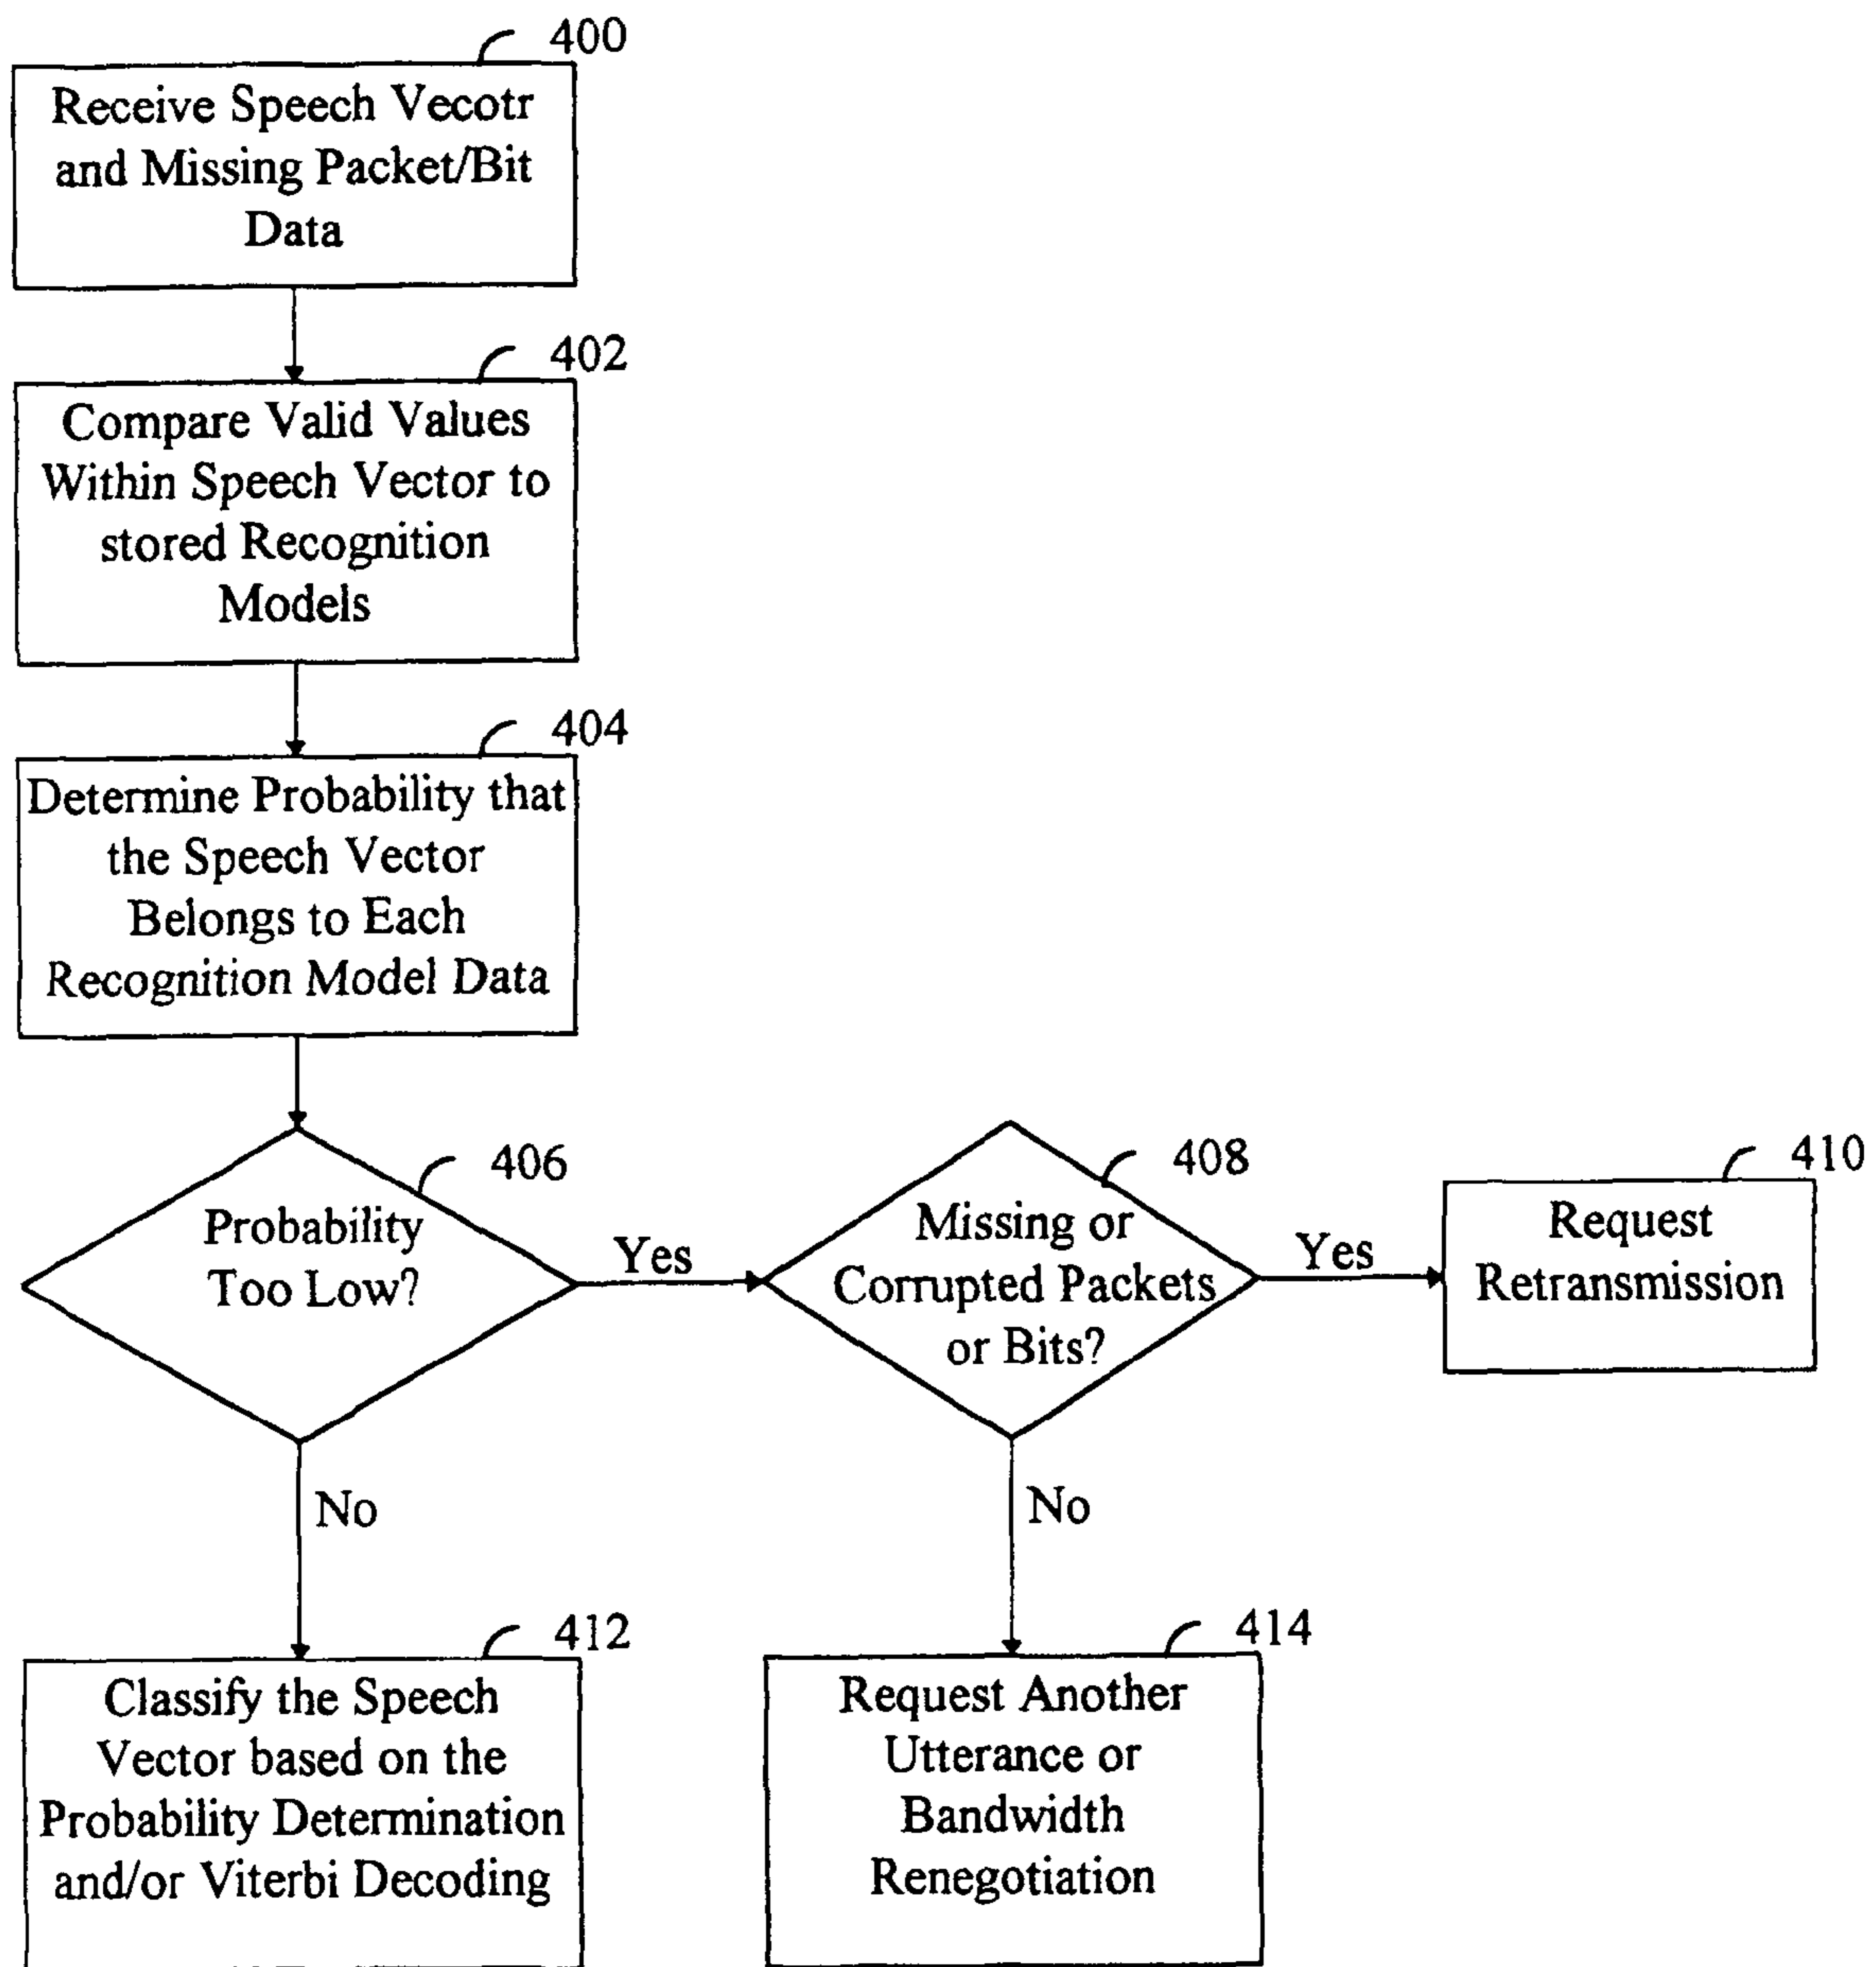 400
Receive Speech Vecotr
and Missing Packet/Bit
Data
402
Compare Valid Values
Within Speech Vector to
stored Recognition
Models
404
Determine Probability that
the Speech Vector
Belongs to Each
Recognition Model Data
406
Probability
Too Low?
Yes
408
Missing or
Corrupted Packets
or Bits?
Yes
410
Request
Retransmission
No
No
412
Classify the Speech
Vector based on the
Probability Determination
and/or Viterbi Decoding
414
Request Another
Utterance or
Bandwidth
Renegotiation